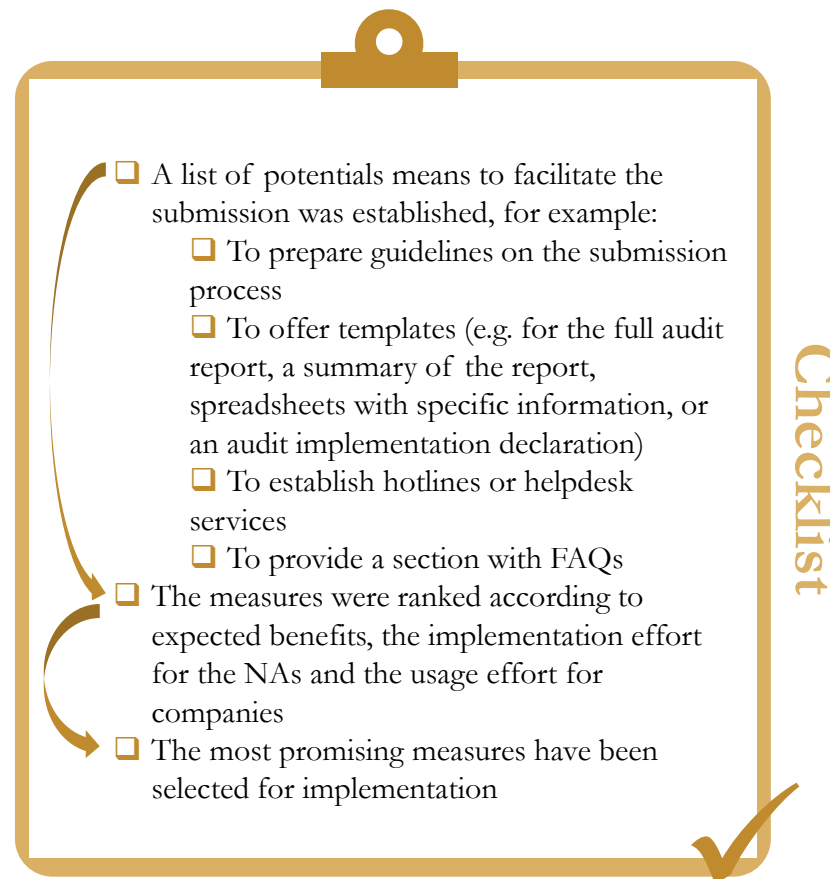 ❑ A list of potentials means to facilitate the
submission was established, for example:
❑ To prepare guidelines on the submission
process
❑ To offer templates (e.g. for the full audit
report, a summary of the report,
spreadsheets with specific information, or
an audit implementation declaration)
❑ To establish hotlines or helpdesk
services
❑ To provide a section with FAQs
❑ The measures were ranked according to
expected benefits, the implementation effort
for the NAs and the usage effort for
companies
❑ The most promising measures have been
selected for implementation
Checklist